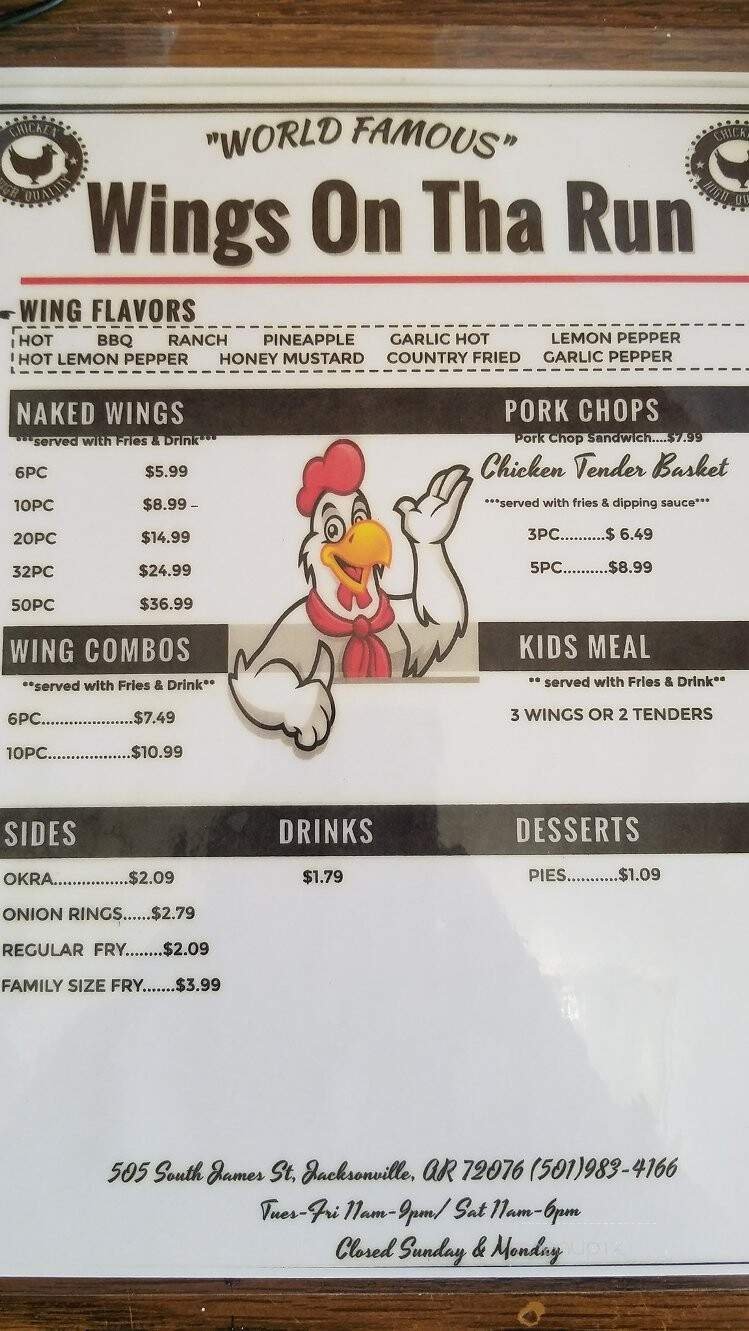 "WORLD FAMOUS"
CHICKEN
HIGH QUALITY
Wings On Tha Run
WING FLAVORS
HOT BBQ RANCH PINEAPPLE GARLIC HOT LEMON PEPPER
HOT LEMON PEPPER HONEY MUSTARD COUNTRY FRIED GARLIC PEPPER
NAKED WINGS
***served with Fries & Drink***
6PC $5.99
10PC $8.99 –
20PC $14.99
32PC $24.99
50PC $36.99
PORK CHOPS
Pork Chop Sandwich....$7.99
Chicken Tender Basket
***served with fries & dipping sauce***
3PC..........$ 6.49
5PC..........$8.99
WING COMBOS
**served with Fries & Drink**
6PC......................$7.49
10PC....................$10.99
KIDS MEAL
** served with Fries & Drink**
3 WINGS OR 2 TENDERS
SIDES
OKRA................$2.09
ONION RINGS......$2.79
REGULAR FRY........$2.09
FAMILY SIZE FRY.......$3.99
DRINKS
$1.79
DESSERTS
PIES...........$1.09
505 South James St, Jacksonville, AR 72076 (501)983-4166
Tues-Fri 11am-9pm/ Sat 11am-6pm
Closed Sunday & Monday